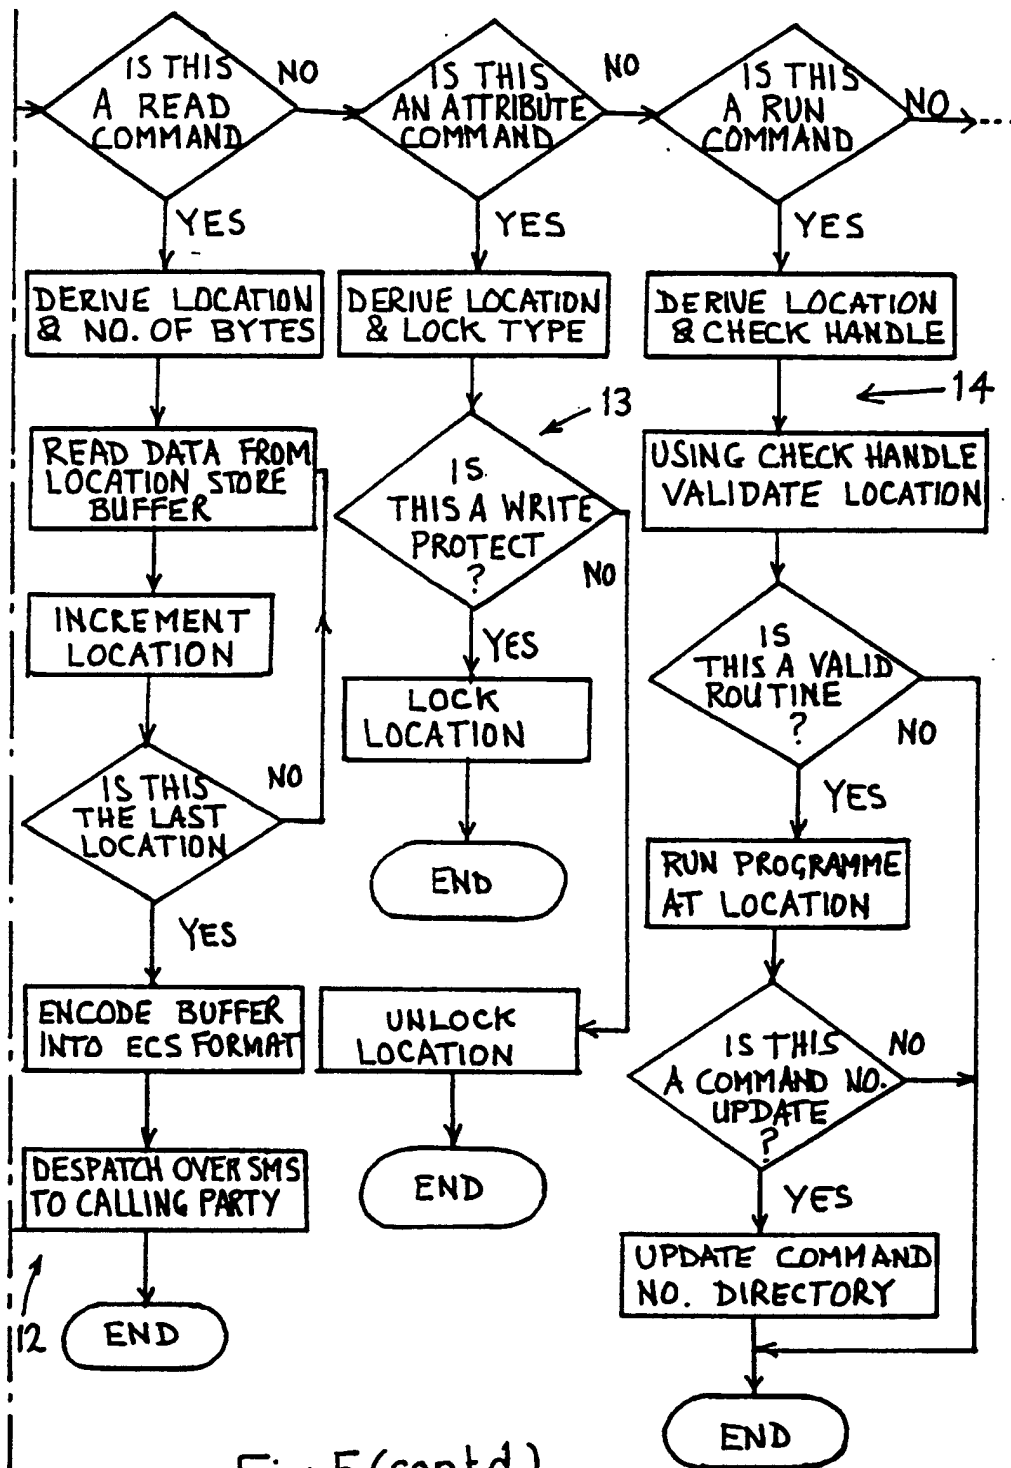 IS THIS
A READ
COMMAND
NO
IS THIS
AN ATTRIBUTE
COMMAND
NO
IS THIS
A RUN
COMMAND
NO
YES
YES
YES
DERIVE LOCATION
& NO. OF BYTES
DERIVE LOCATION
& LOCK TYPE
DERIVE LOCATION
& CHECK HANDLE
13
14
READ DATA FROM
LOCATION STORE
BUFFER
IS
THIS A WRITE
PROTECT
?
NO
USING CHECK HANDLE
VALIDATE LOCATION
INCREMENT
LOCATION
YES
IS
THIS A VALID
ROUTINE
?
NO
LOCK
LOCATION
IS THIS
THE LAST
LOCATION
NO
YES
END
RUN PROGRAMME
AT LOCATION
YES
ENCODE BUFFER
INTO ECS FORMAT
UNLOCK
LOCATION
IS THIS
A COMMAND NO.
UPDATE
?
NO
DESPATCH OVER SMS
TO CALLING PARTY
END
YES
UPDATE COMMAND
NO. DIRECTORY
12
END
END
Fig. 5 (contd.)